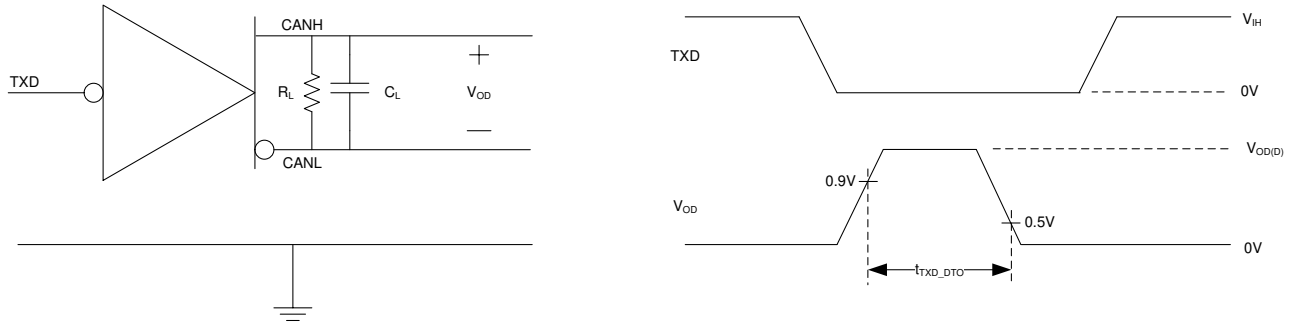 CANH
TXD
R_L
C_L
+
V_OD
—
CANL
V_IH
TXD
0V
V_OD(D)
0.9V
V_OD
0.5V
0V
t_TXD_DTO